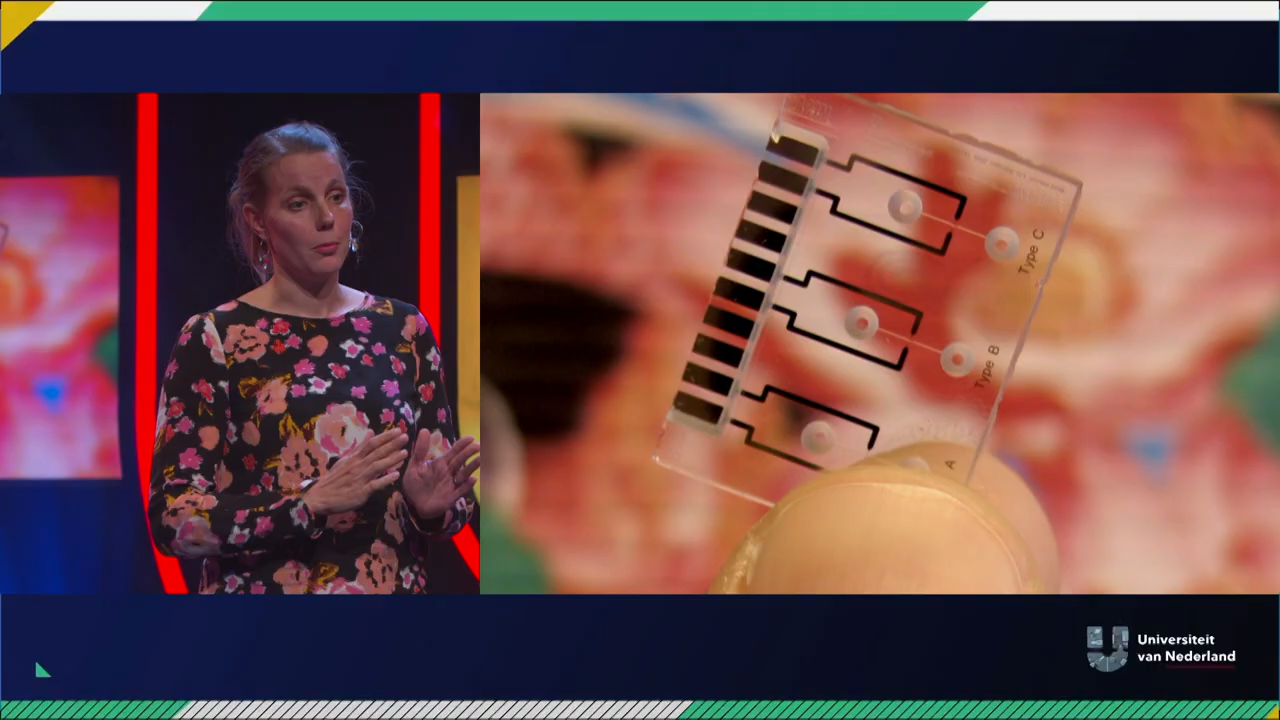 Type C
Type B
A
Universiteit
van Nederland